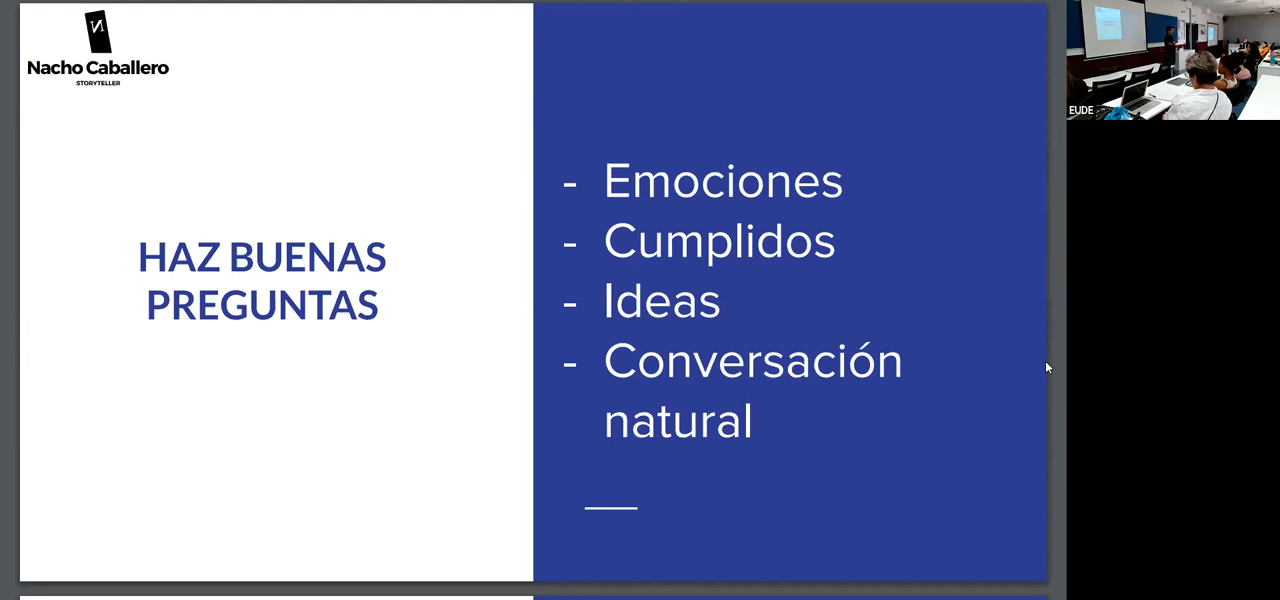 Nacho Caballero
STORYTELLER
HAZ BUENAS
PREGUNTAS
- Emociones
- Cumplidos
- Ideas
- Conversación
natural
EUDE